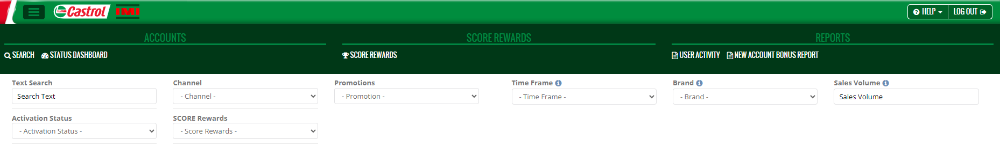 Castrol IMI HELP LOG OUT
ACCOUNTS SCORE REWARDS REPORTS
SEARCH STATUS DASHBOARD SCORE REWARDS USER ACTIVITY NEW ACCOUNT BONUS REPORT
Text Search Channel Promotions Time Frame Brand Sales Volume
Search Text - Channel - - Promotion - - Time Frame - - Brand - Sales Volume
Activation Status SCORE Rewards
- Activation Status - - Score Rewards -